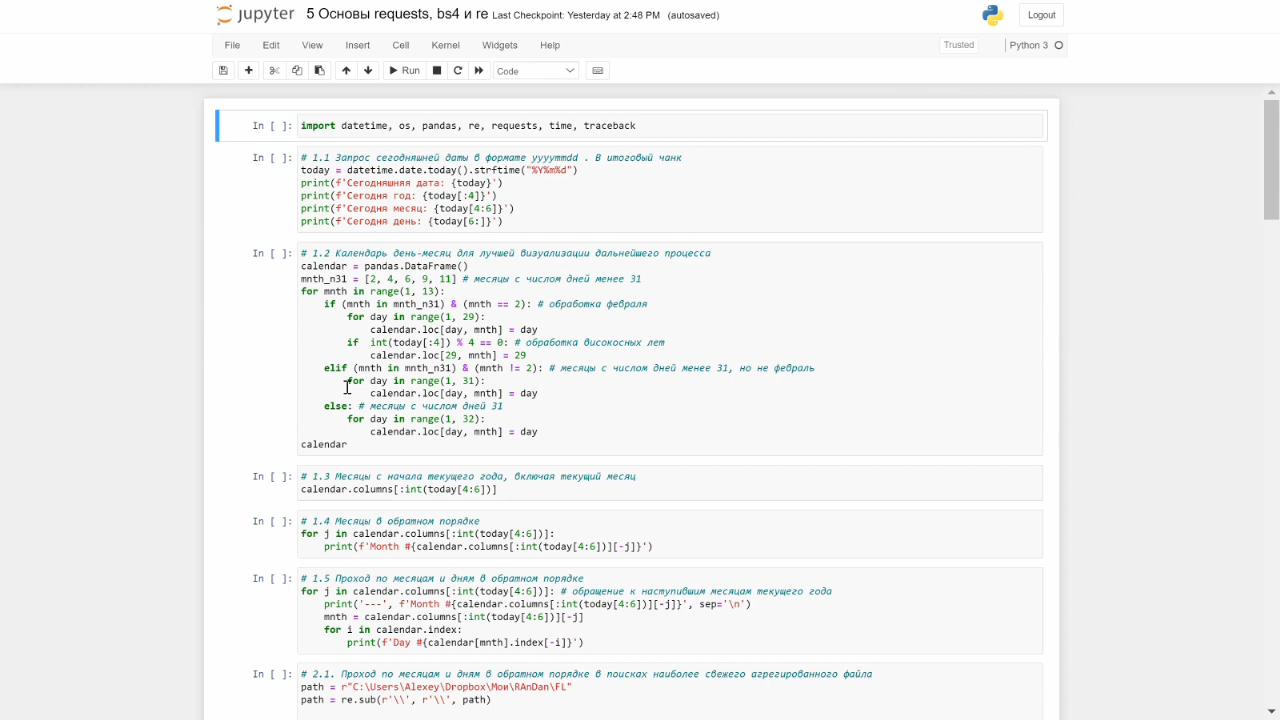 jupyter 5 Основы requests, bs4 и re Last Checkpoint: Yesterday at 2:48 PM (autosaved) Logout
File Edit View Insert Cell Kernel Widgets Help Trusted Python 3
Run Code
In [ ]: import datetime, os, pandas, re, requests, time, traceback
In [ ]: # 1.1 Запрос сегодняшней даты в формате yyyymmdd . В итоговый чанк
today = datetime.date.today().strftime("%Y%m%d")
print(f'Сегодняшняя дата: {today}')
print(f'Сегодня год: {today[:4]}')
print(f'Сегодня месяц: {today[4:6]}')
print(f'Сегодня день: {today[6:]}')
In [ ]: # 1.2 Календарь день-месяц для лучшей визуализации дальнейшего процесса
calendar = pandas.DataFrame()
mnth_n31 = [2, 4, 6, 9, 11] # месяцы с числом дней менее 31
for mnth in range(1, 13):
if (mnth in mnth_n31) & (mnth == 2): # обработка февраля
for day in range(1, 29):
calendar.loc[day, mnth] = day
if  int(today[:4]) % 4 == 0: # обработка високосных лет
calendar.loc[29, mnth] = 29
elif (mnth in mnth_n31) & (mnth != 2): # месяцы с числом дней менее 31, но не февраль
for day in range(1, 31):
calendar.loc[day, mnth] = day
else: # месяцы с числом дней 31
for day in range(1, 32):
calendar.loc[day, mnth] = day
calendar
In [ ]: # 1.3 Месяцы с начала текущего года, включая текущий месяц
calendar.columns[:int(today[4:6])]
In [ ]: # 1.4 Месяцы в обратном порядке
for j in calendar.columns[:int(today[4:6])]:
print(f'Month #{calendar.columns[:int(today[4:6])][-j]}')
In [ ]: # 1.5 Проход по месяцам и дням в обратном порядке
for j in calendar.columns[:int(today[4:6])]: # обращение к наступившим месяцам текущего года
print('---', f'Month #{calendar.columns[:int(today[4:6])][-j]}', sep='\n')
mnth = calendar.columns[:int(today[4:6])][-j]
for i in calendar.index:
print(f'Day #{calendar[mnth].index[-i]}')
In [ ]: # 2.1. Проход по месяцам и дням в обратном порядке в поисках наиболее свежего агрегированного файла
path = r"C:\Users\Alexey\Dropbox\Мои\RAnDan\FL"
path = re.sub(r'\\', r'\\', path)